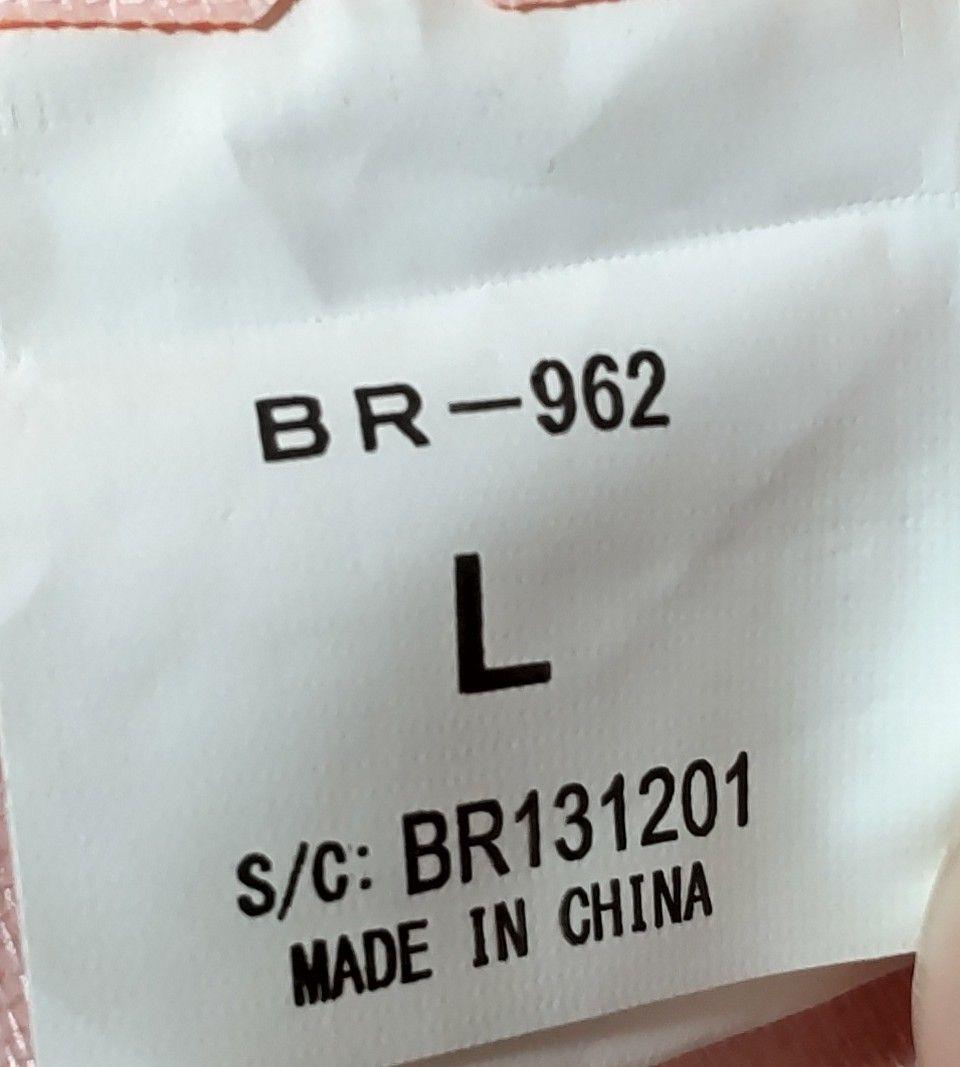 BR-962
L
S/C: BR131201
MADE IN CHINA